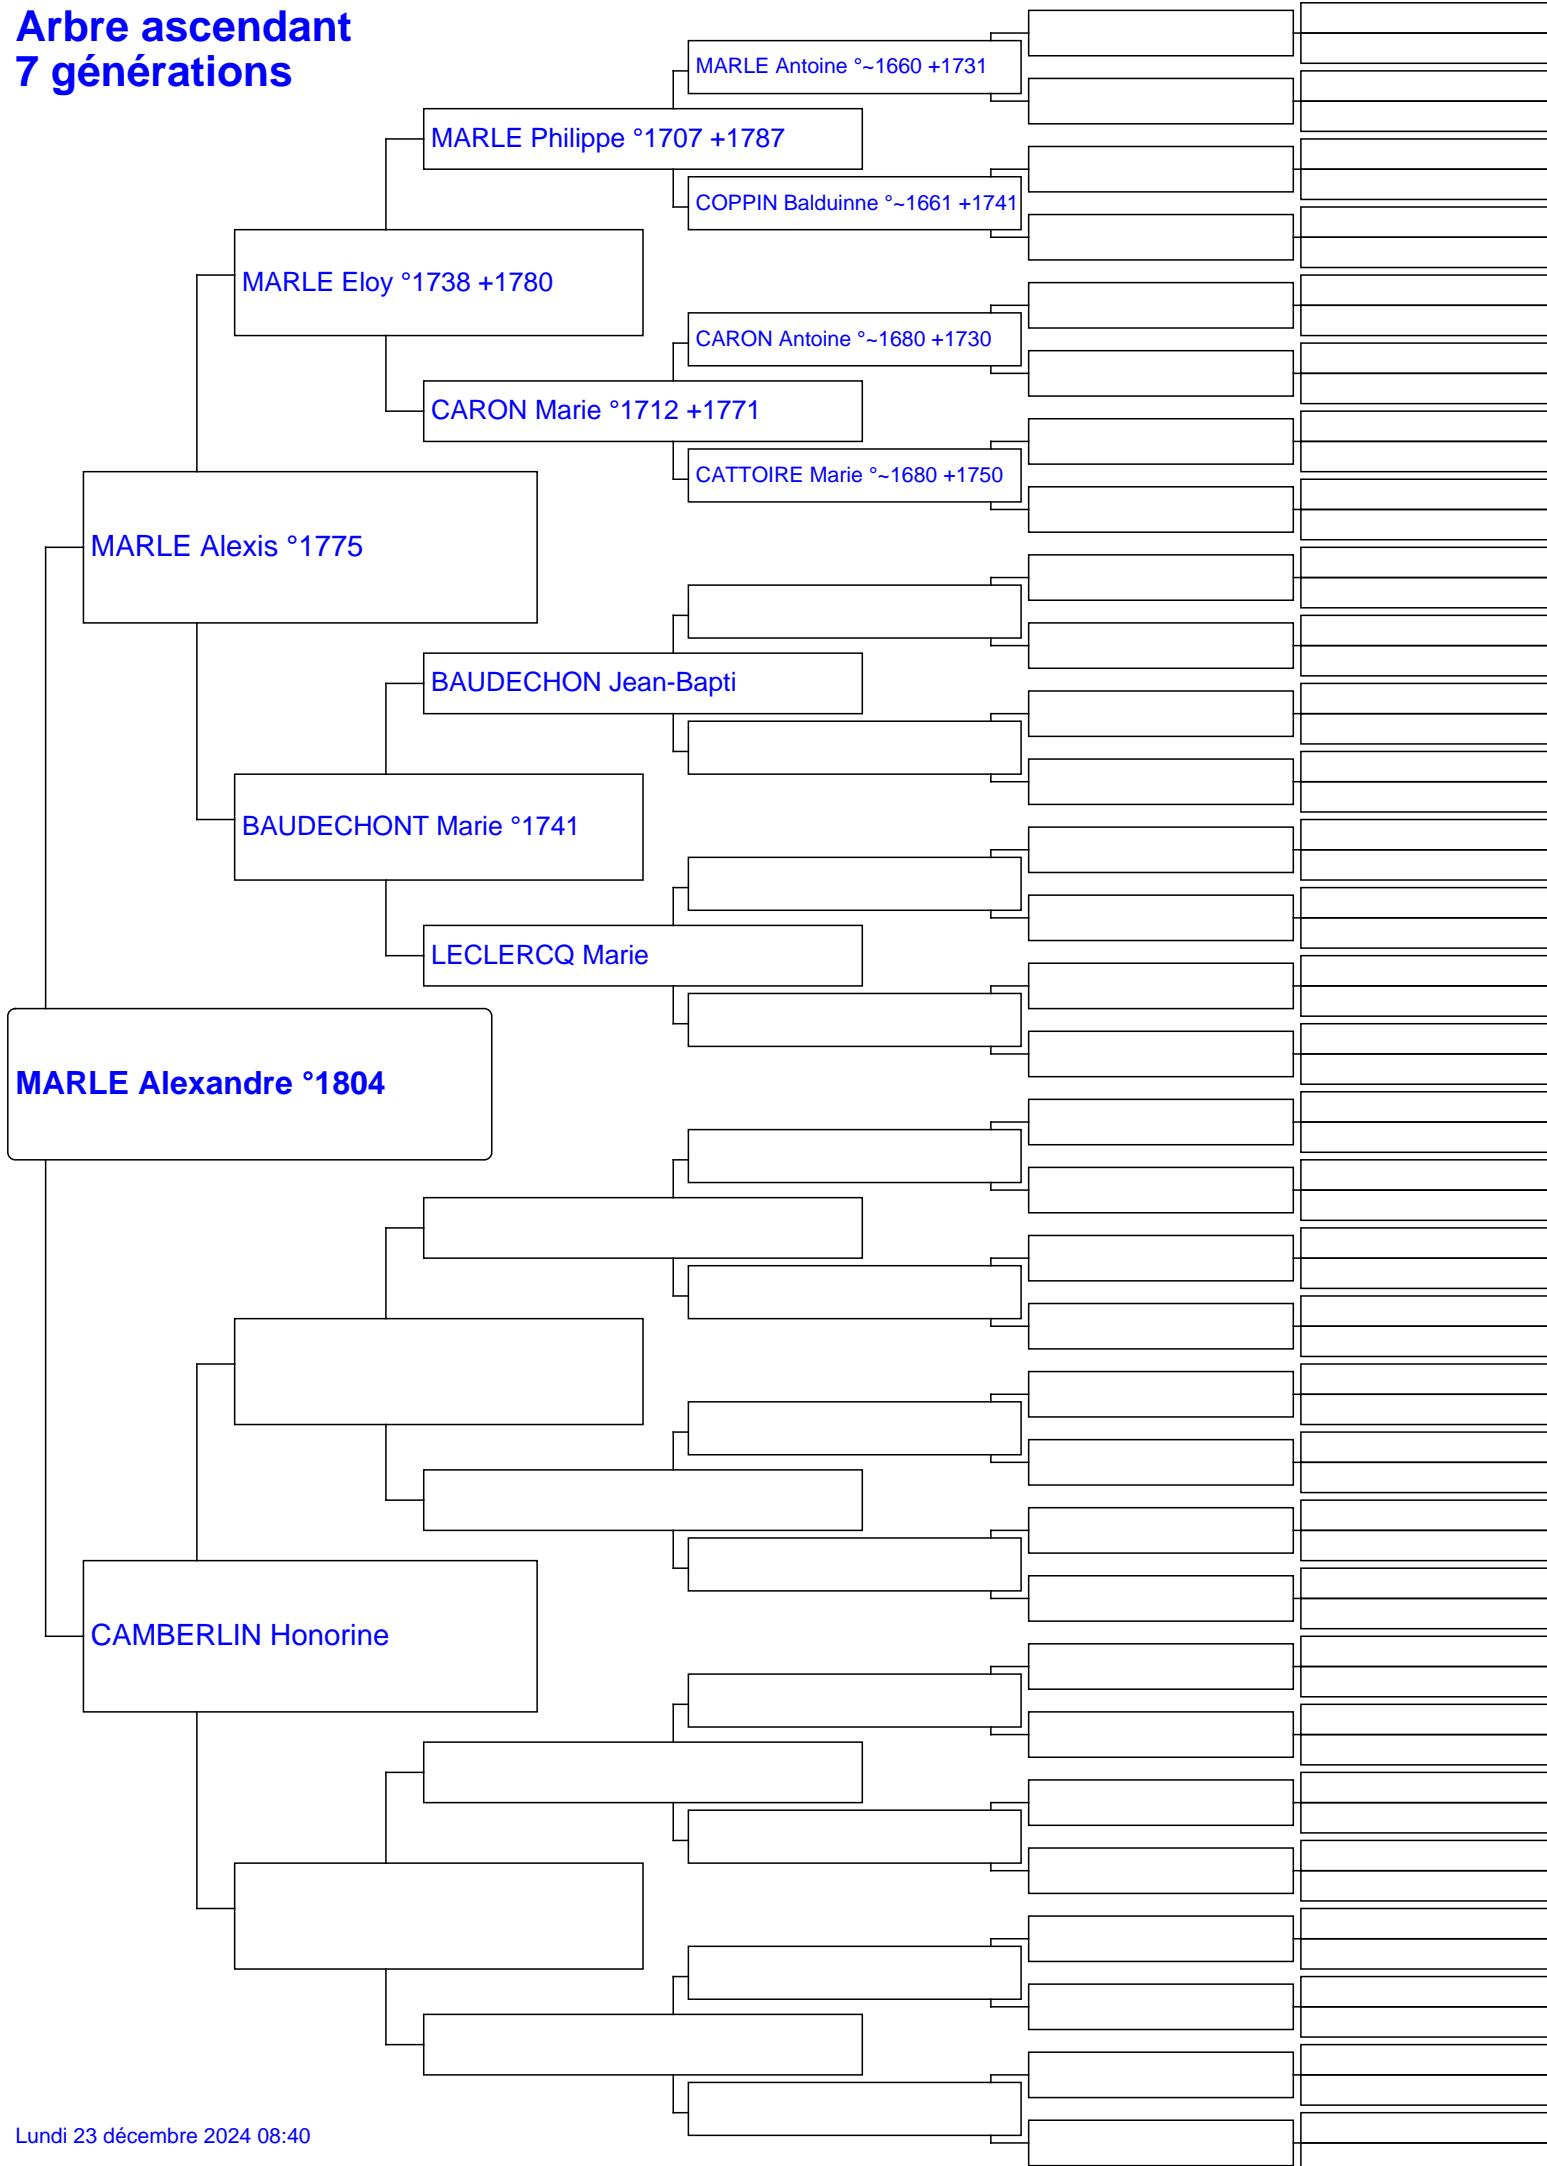 Arbre ascendant
7 générations
MARLE Antoine °~1660 +1731
MARLE Philippe °1707 +1787
COPPIN Balduinne °~1661 +1741
MARLE Eloy °1738 +1780
CARON Antoine °~1680 +1730
CARON Marie °1712 +1771
CATTOIRE Marie °~1680 +1750
MARLE Alexis °1775
BAUDECHON Jean-Bapti
BAUDECHONT Marie °1741
LECLERCQ Marie
MARLE Alexandre °1804
CAMBERLIN Honorine
Lundi 23 décembre 2024 08:40